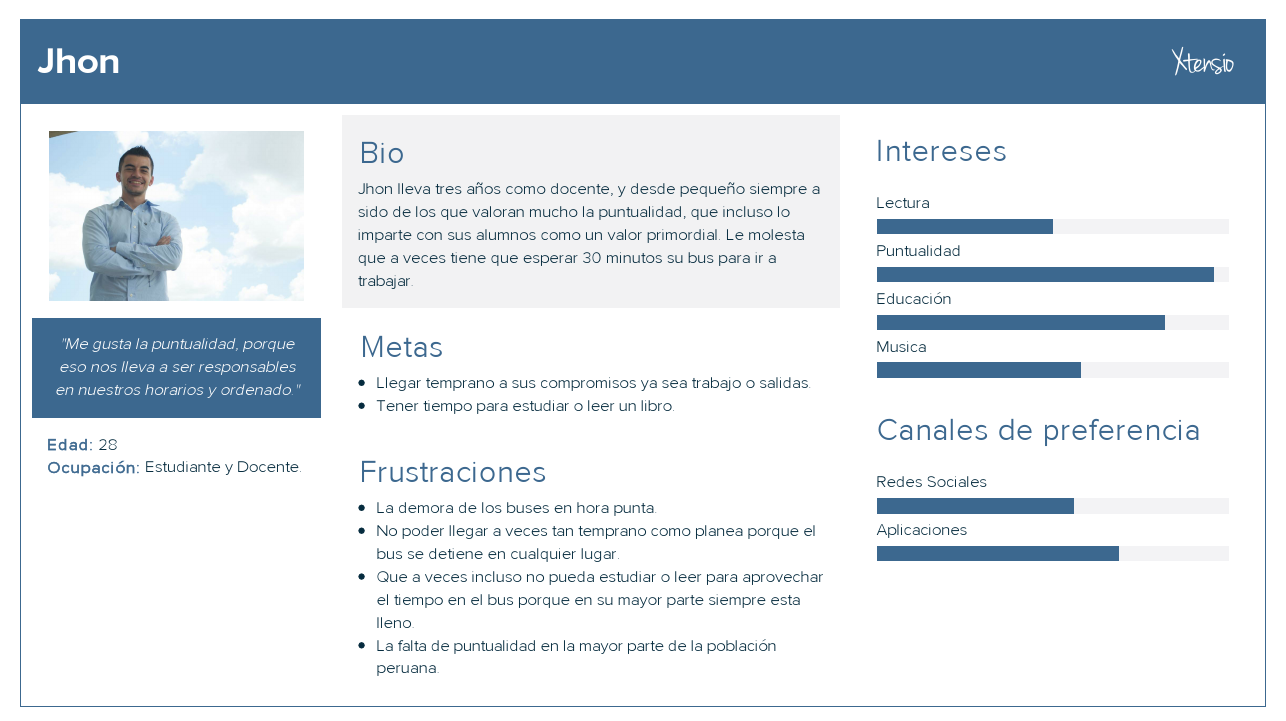 Jhon
Xtensio
"Me gusta la puntualidad, porque
eso nos lleva a ser responsables
en nuestros horarios y ordenado."
Edad: 28
Ocupación: Estudiante y Docente.
Bio
Jhon lleva tres años como docente, y desde pequeño siempre a
sido de los que valoran mucho la puntualidad, que incluso lo
imparte con sus alumnos como un valor primordial. Le molesta
que a veces tiene que esperar 30 minutos su bus para ir a
trabajar.
Metas
• Llegar temprano a sus compromisos ya sea trabajo o salidas.
• Tener tiempo para estudiar o leer un libro.
Frustraciones
• La demora de los buses en hora punta.
• No poder llegar a veces tan temprano como planea porque el
bus se detiene en cualquier lugar.
• Que a veces incluso no pueda estudiar o leer para aprovechar
el tiempo en el bus porque en su mayor parte siempre esta
lleno.
• La falta de puntualidad en la mayor parte de la población
peruana.
Intereses
Lectura
Puntualidad
Educación
Musica
Canales de preferencia
Redes Sociales
Aplicaciones